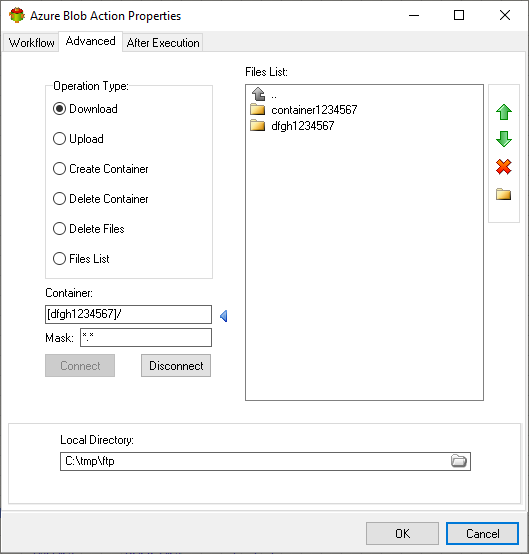 Azure Blob Action Properties
Workflow Advanced After Execution
Operation Type:
Download
Upload
Create Container
Delete Container
Delete Files
Files List
Container:
[dfgh1234567]/
Mask: *.*
Connect Disconnect
Files List:
..
container1234567
dfgh1234567
Local Directory:
C:\tmp\ftp
OK Cancel